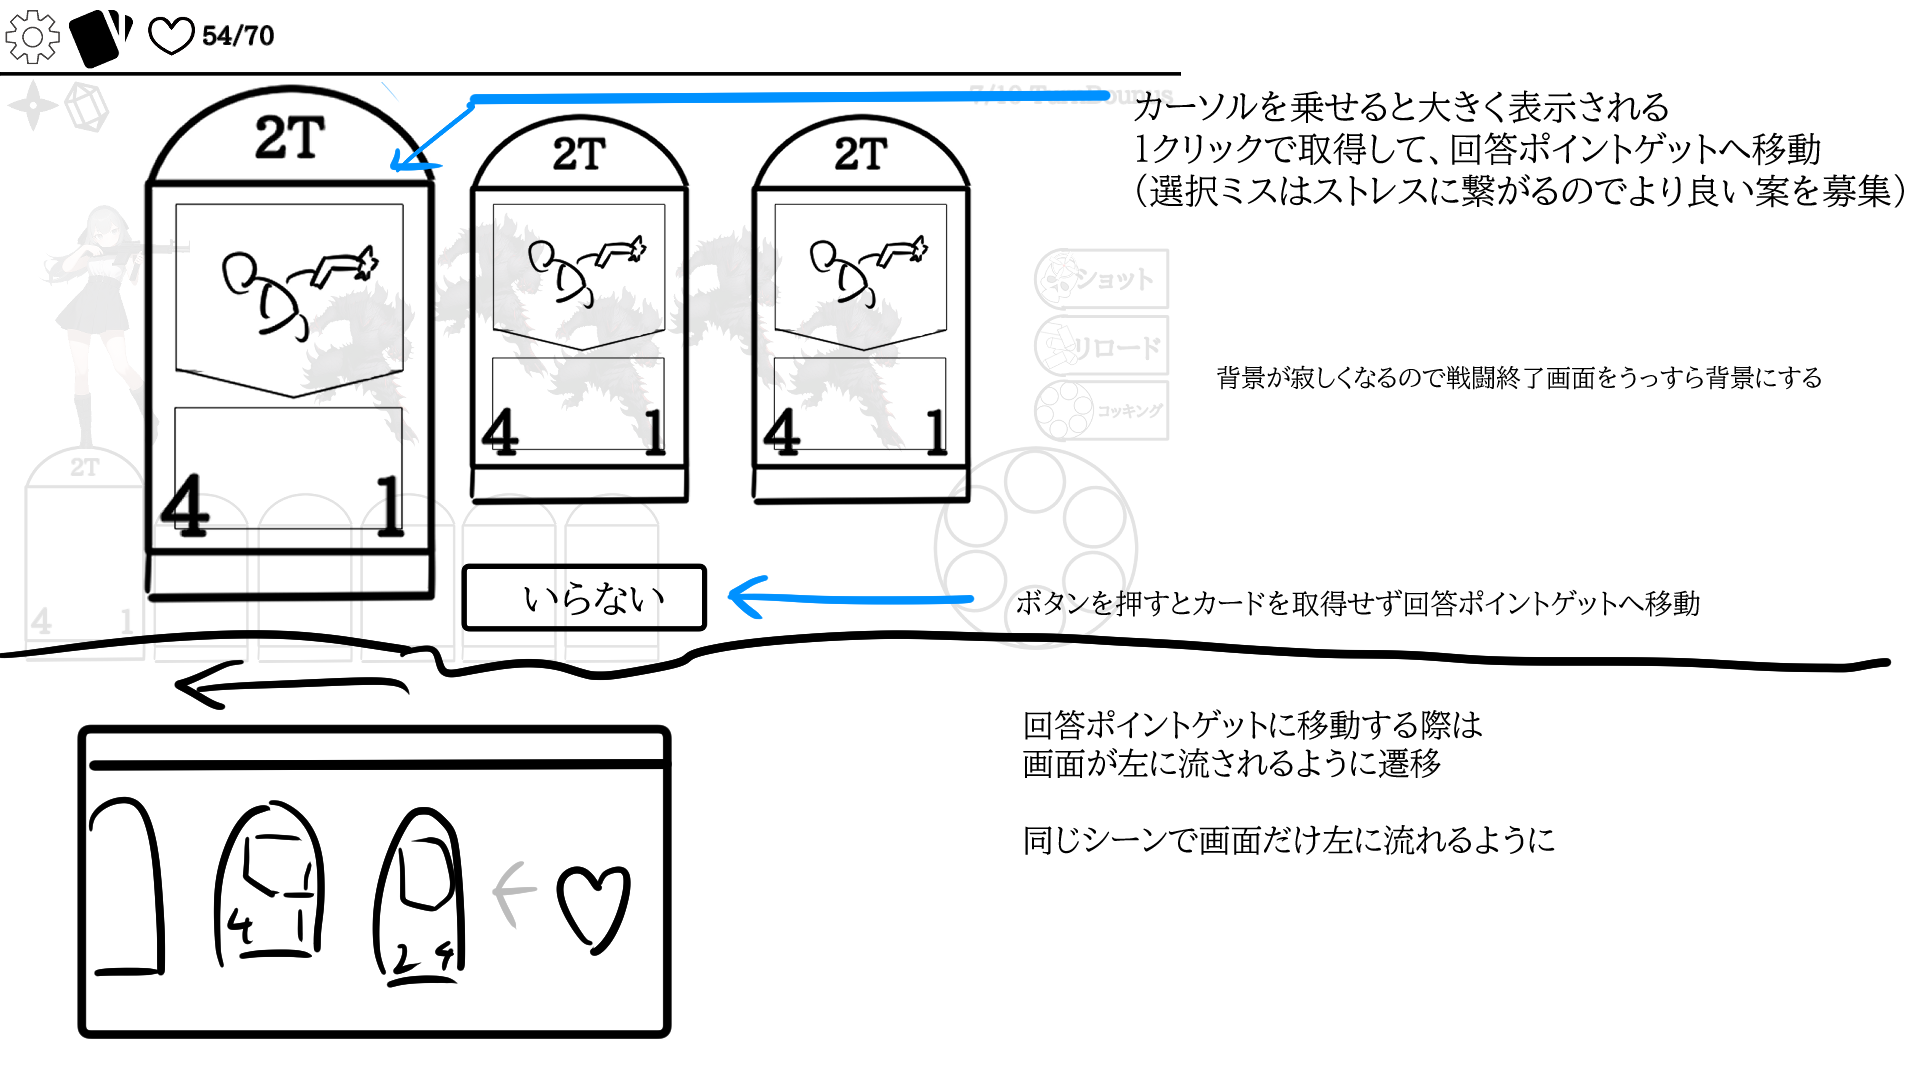 54/70
7/10 TurnBounus
カーソルを乗せると大きく表示される
1クリックで取得して、回答ポイントゲットへ移動
（選択ミスはストレスに繋がるのでより良い案を募集）
2T
2T
2T
ショット
リロード
コッキング
背景が寂しくなるので戦闘終了画面をうっすら背景にする
4 1
4 1
2T
4 1
いらない
ボタンを押すとカードを取得せず回答ポイントゲットへ移動
4 1
回答ポイントゲットに移動する際は
画面が左に流されるように遷移
同じシーンで画面だけ左に流れるように
4 1
2 4